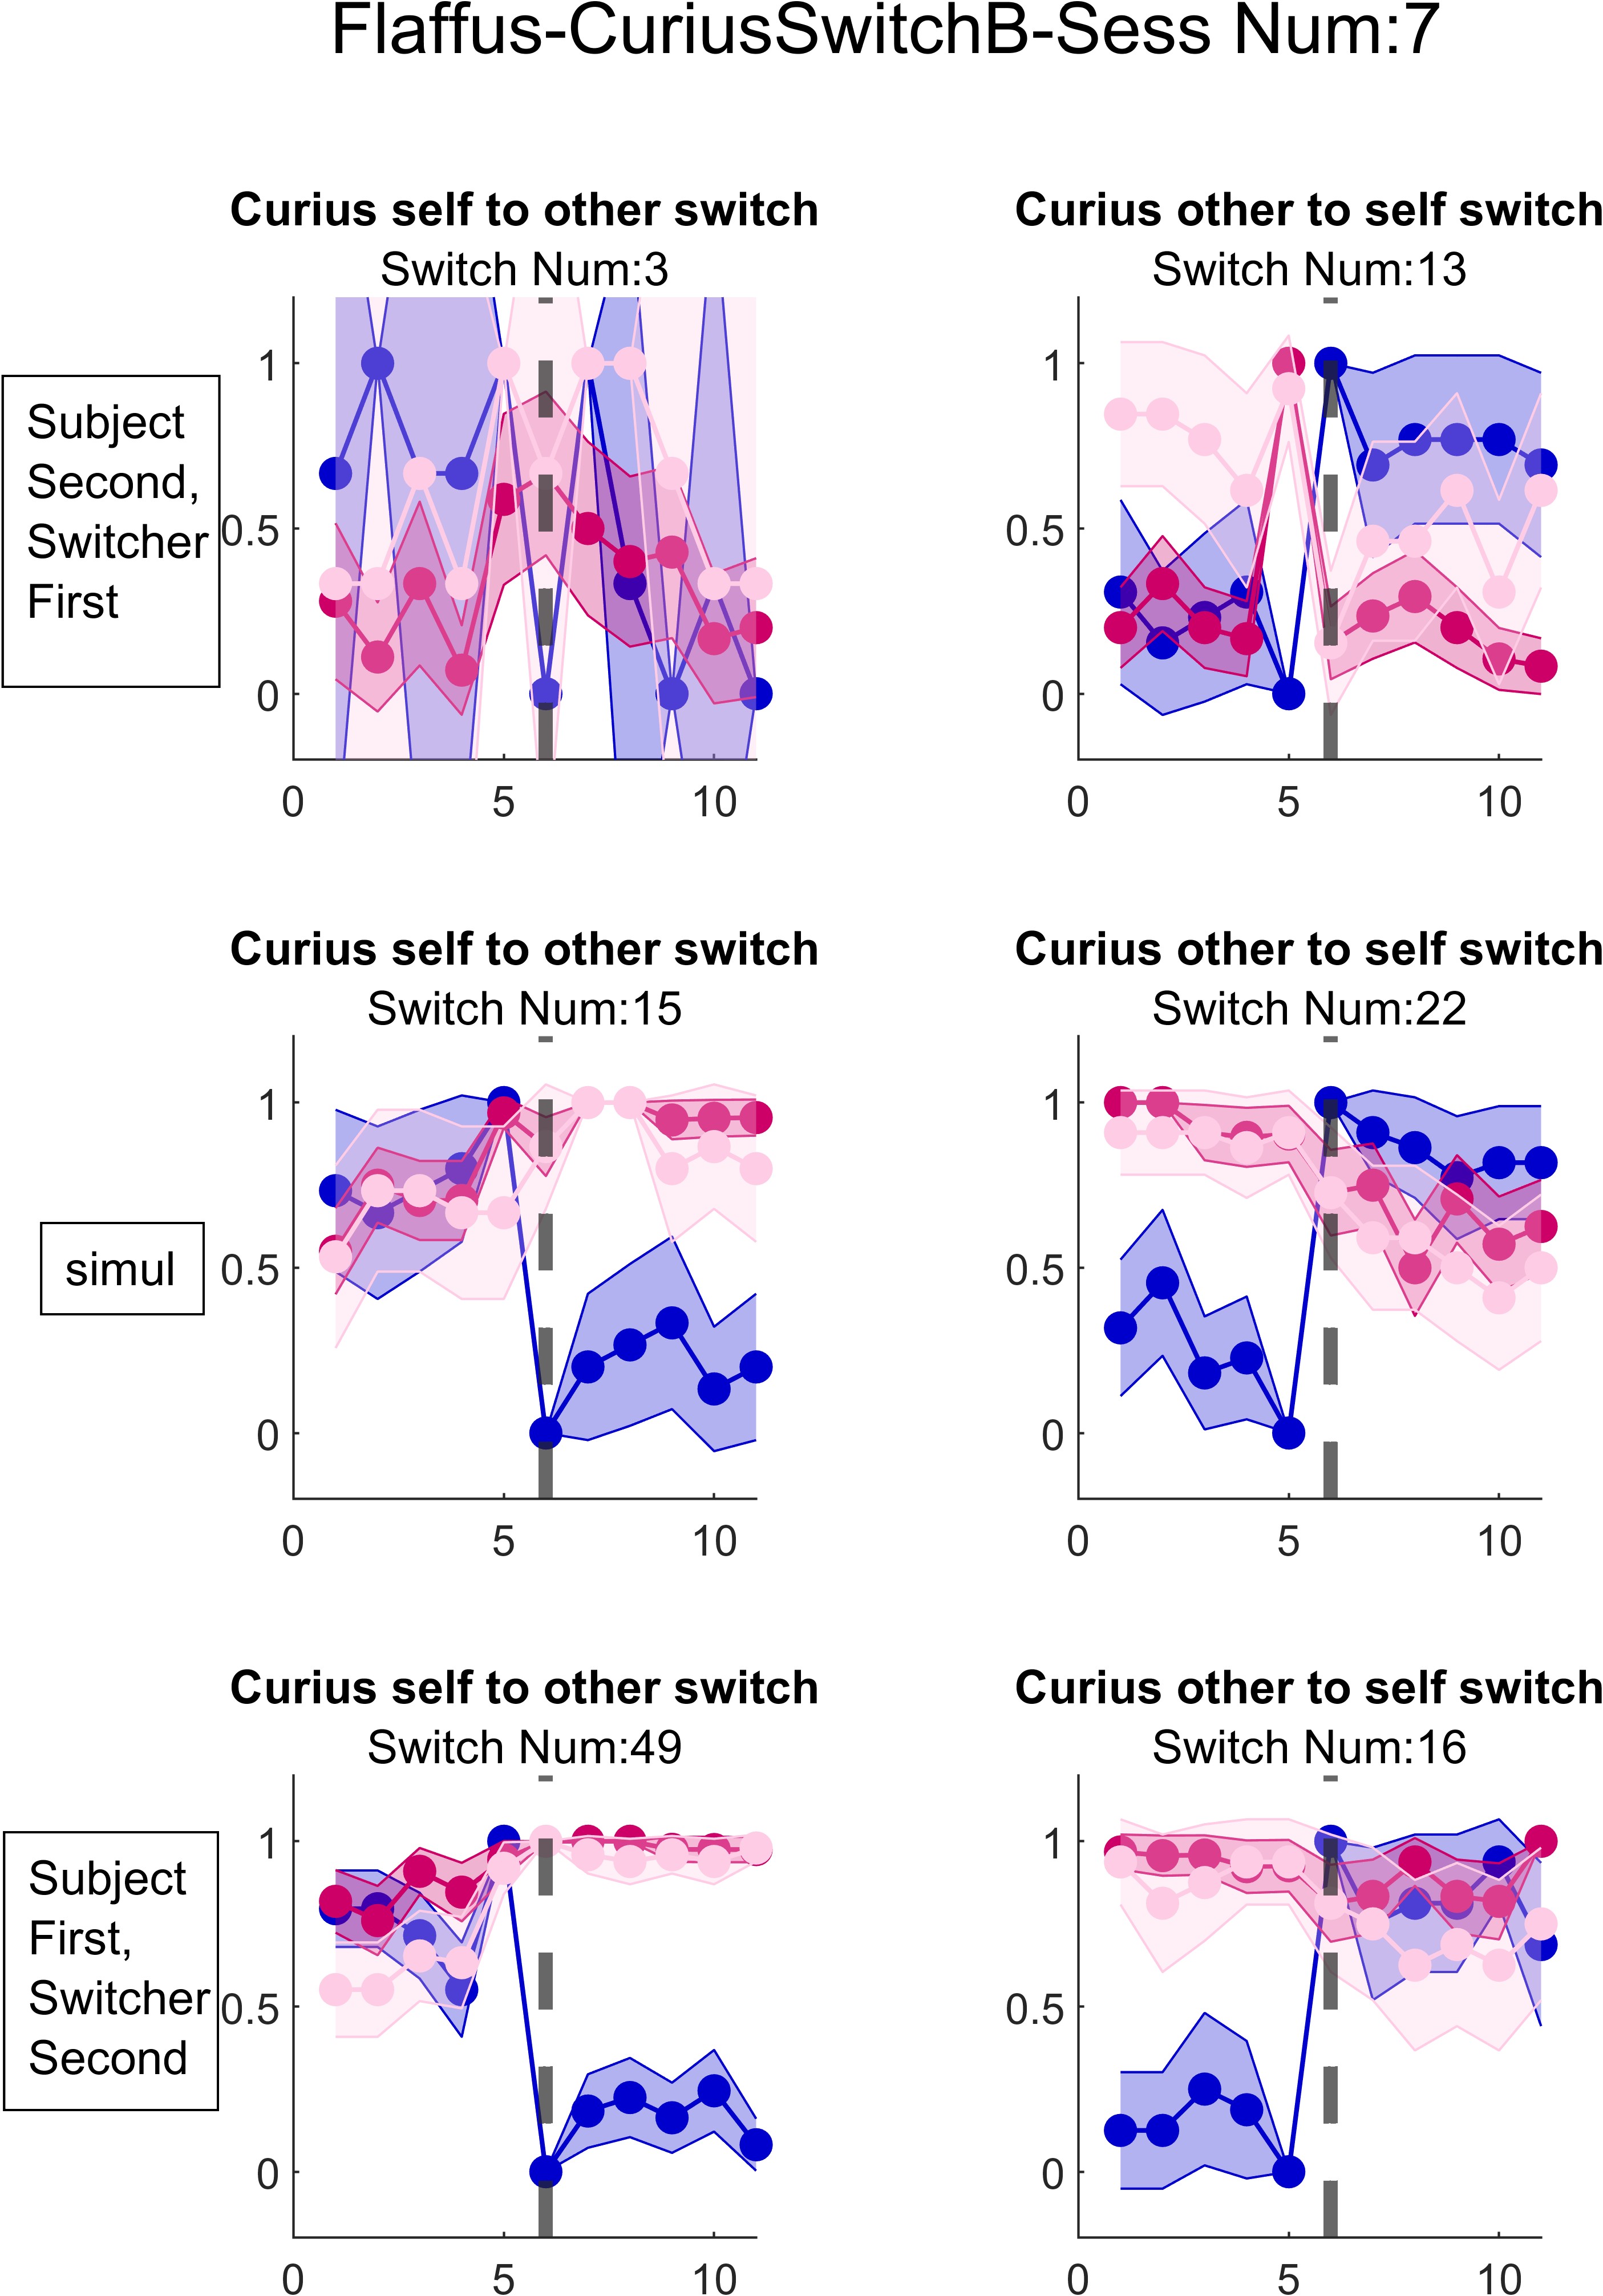 Flaffus-CuriusSwitchB-Sess Num:7
Curius self to other switch
Switch Num:3
Curius other to self switch
Switch Num:13
Subject
Second,
Switcher
First
1
0.5
0
0
5
10
1
0.5
0
0
5
10
Curius self to other switch
Switch Num:15
Curius other to self switch
Switch Num:22
simul
1
0.5
0
0
5
10
1
0.5
0
0
5
10
Curius self to other switch
Switch Num:49
Curius other to self switch
Switch Num:16
Subject
First,
Switcher
Second
1
0.5
0
0
5
10
1
0.5
0
0
5
10